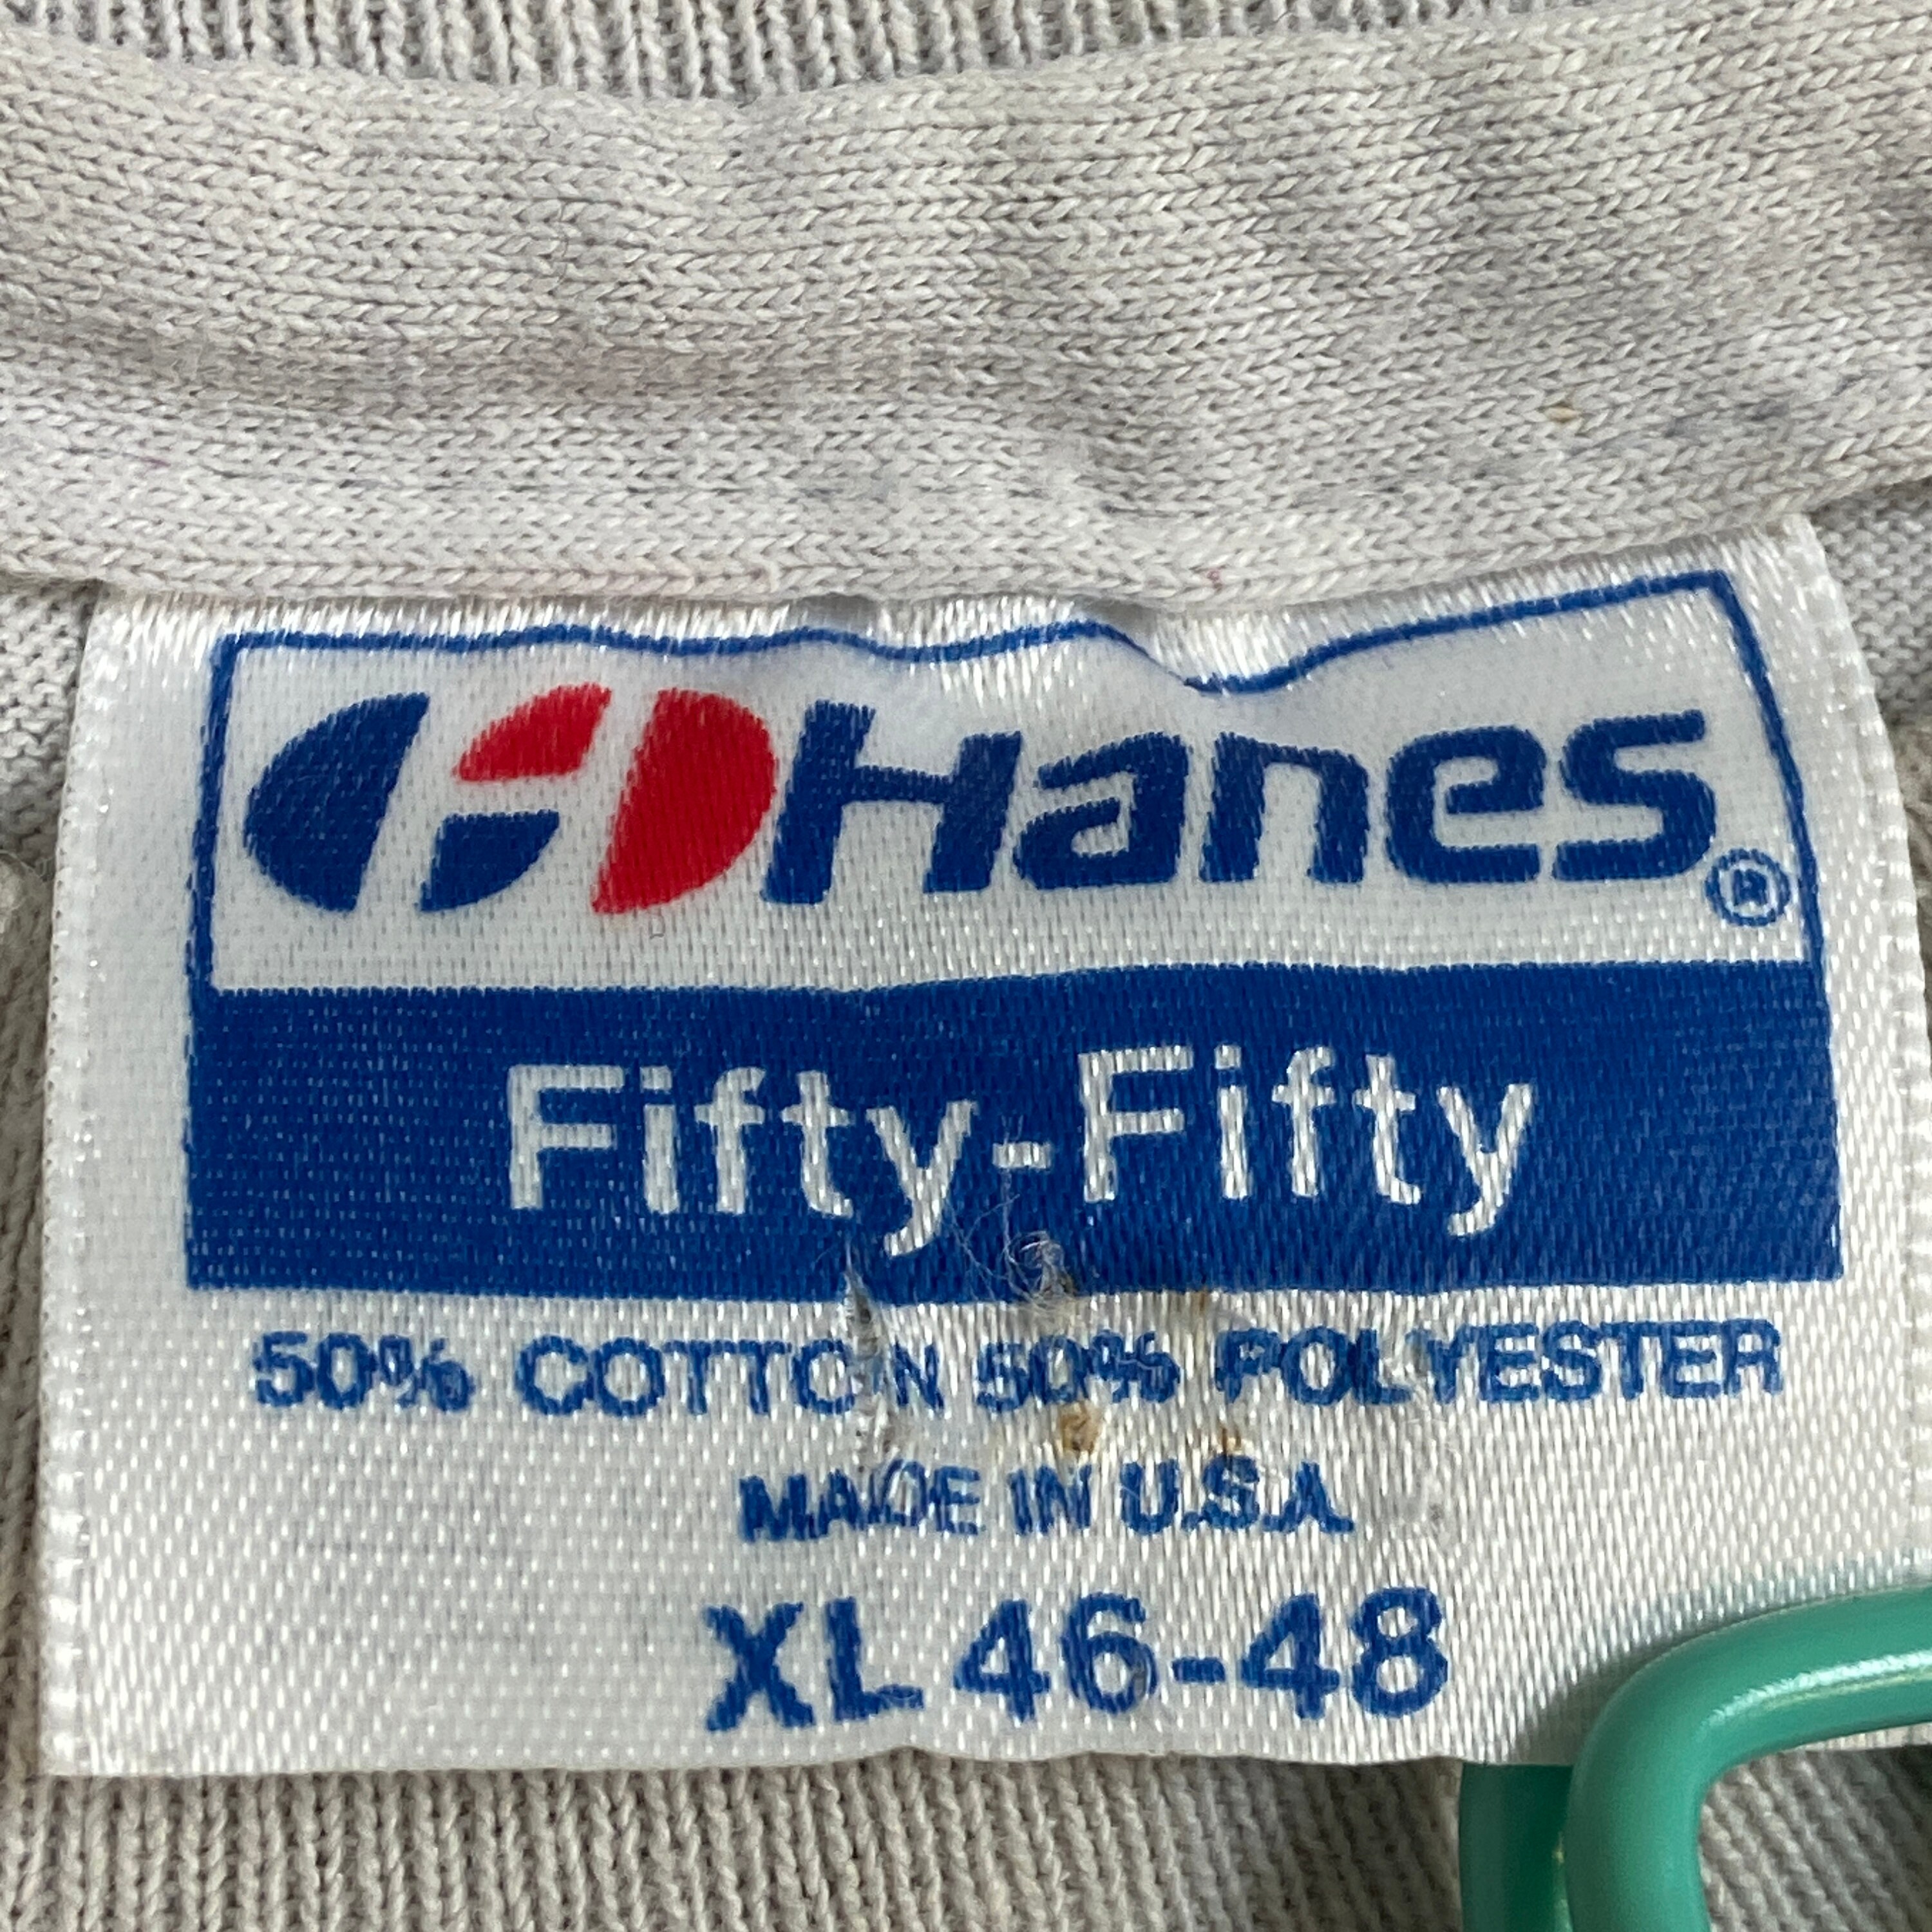 Hanes®
Fifty-Fifty
50% COTTON 50% POLYESTER
MADE IN U.S.A.
XL 46-48